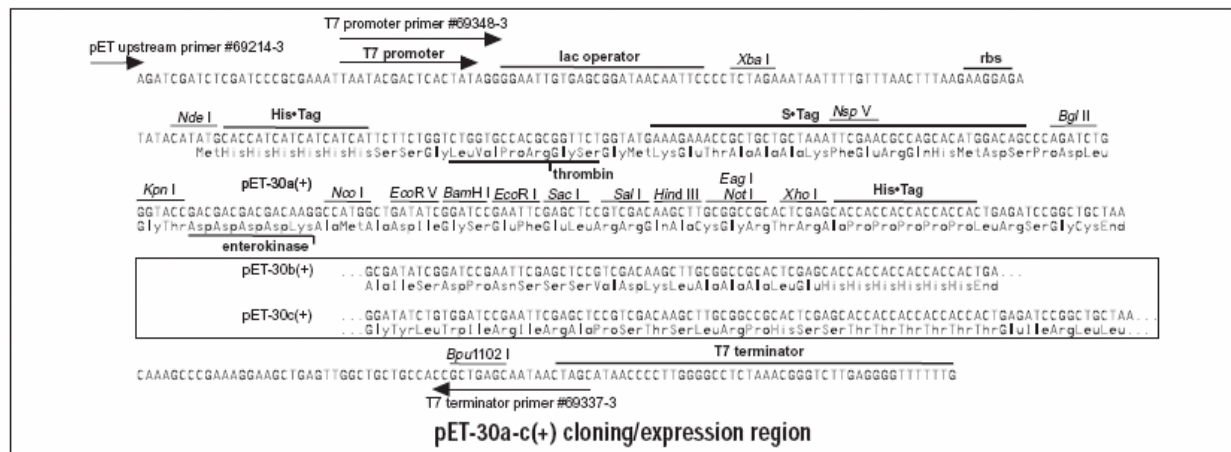 T7 promoter primer #69348-3
pET upstream primer #69214-3
T7 promoter
lac operator
Xba I
rbs
AGATCGATCTCGATCCCGCGAAATTAATACGACTCACTATAGGGGAATTGTGAGCGGATAACAATTCCCCTCTAGAAATAATTTTGTTTAACTTTAAGAAGGAGA
Nde I
His•Tag
S•Tag
Nsp V
Bgl II
TATACATATGCACCATCATCATCATCATTCTTCTGGTCTGGTGCCACGCGGTTCTGGTATGAAAGAAACCGCTGCTGCTAAATTCGAACGCCAGCACATGGACAGCCCAGATCTG
MetHisHisHisHisHisHisSerSerGlyLeuValProArgGlySerGlyMetLysGluThrAlaAlaAlaLysPheGluArgGlnHisMetAspSerProAspLeu
thrombin
Kpn I
pET-30a(+)
Nco I
EcoR V
BamH I
EcoR I
Sac I
Sal I
Hind III
Eag I
Not I
Xho I
His•Tag
GGTACCGACGACGACGACAAGGCCATGGCTGATATCGGATCCGAATTCGAGCTCCGTCGACAAGCTTGCGGCCGCACTCGAGCACCACCACCACCACCACTGAGATCCGGCTGCTAA
GlyThrAspAspAspAspLysAlaMetAlaAspIleGlySerGluPheGluLeuArgArgGlnAlaCysGlyArgThrArgAlaProProProProProLeuArgSerGlyCysEnd
enterokinase
pET-30b(+)
...GCGATATCGGATCCGAATTCGAGCTCCGTCGACAAGCTTGCGGCCGCACTCGAGCACCACCACCACCACCACTGA...
AlaIleSerAspProAsnSerSerSerValAspLysLeuAlaAlaAlaLeuGluHisHisHisHisHisHisEnd
pET-30c(+)
...GGATATCTGTGGATCCGAATTCGAGCTCCGTCGACAAGCTTGCGGCCGCACTCGAGCACCACCACCACCACCACTGAGATCCGGCTGCTAA...
GlyTyrLeuTrpIleArgIleArgAlaProSerThrSerLeuArgProHisSerSerThrThrThrThrThrThrGluIleArgLeuLeu...
Bpu1102 I
T7 terminator
CAAAGCCCGAAAGGAAGCTGAGTTGGCTGCTGCCACCGCTGAGCAATAACTAGCATAACCCCTTGGGGCCTCTAAACGGGTCTTGAGGGGTTTTTTG
T7 terminator primer #69337-3
pET-30a-c(+) cloning/expression region